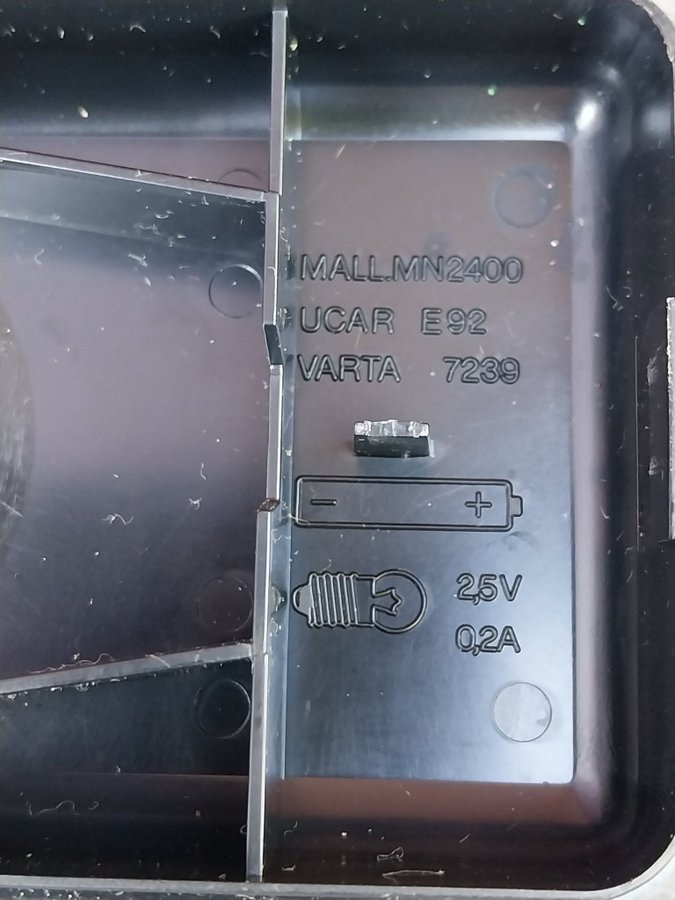 MALL.MN2400
UCAR E92
VARTA 7239
- +
2,5V
0,2A